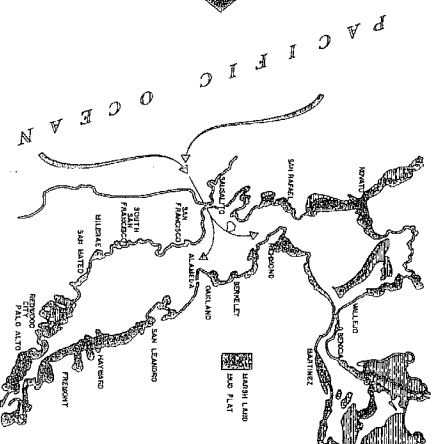 PACIFIC OCEAN
NOVATO
SAN RAFAEL
SAUSALITO
VALLEJO
BENICIA
MARTINEZ
RICHMOND
BERKELEY
OAKLAND
ALAMEDA
SAN
FRANCISCO
SOUTH
SAN
FRANCISCO
MILLBRAE
SAN MATEO
REDWOOD
CITY
PALO ALTO
SAN LEANDRO
HAYWARD
FREMONT
MARSH LAND
MUD FLAT